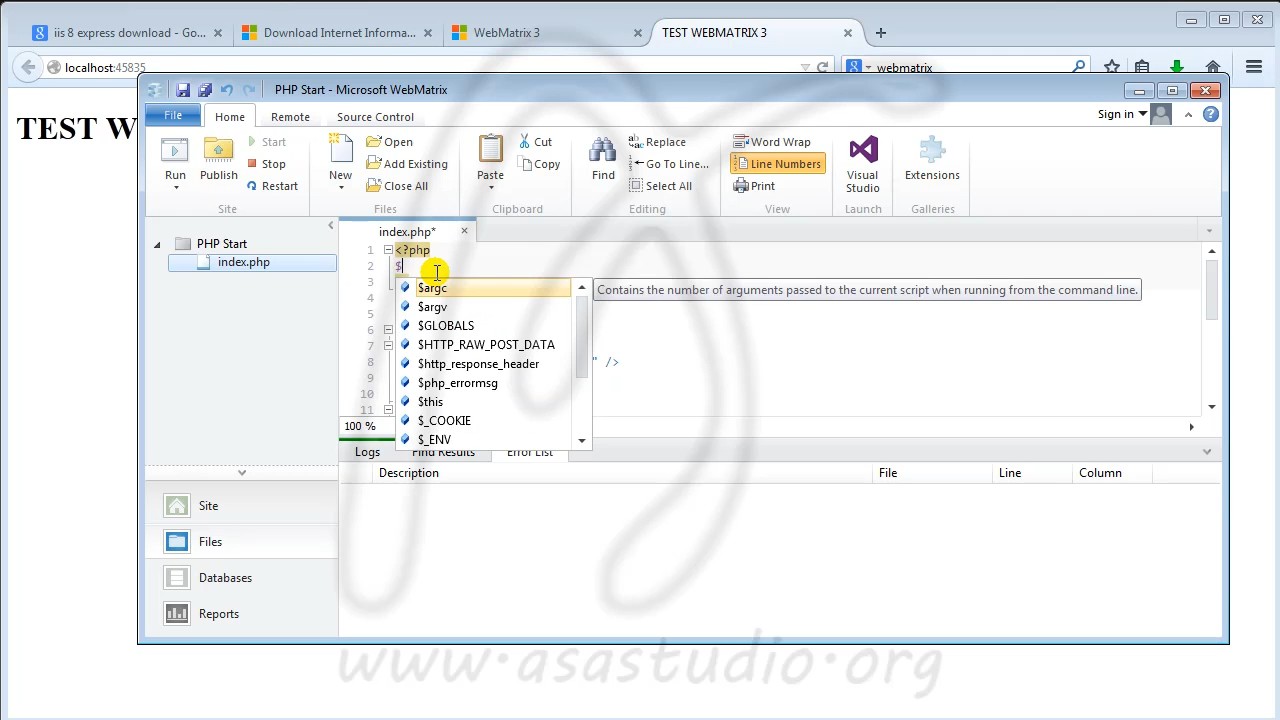 iis 8 express download - Go...
Download Internet Informa...
WebMatrix 3
TEST WEBMATRIX 3
localhost:45835
webmatrix
TEST W
PHP Start - Microsoft WebMatrix
File
Home
Remote
Source Control
Sign in
Run
Publish
Start
Stop
Restart
Site
New
Open
Add Existing
Close All
Files
Paste
Cut
Copy
Clipboard
Find
Replace
Go To Line...
Select All
Editing
Word Wrap
Line Numbers
Print
View
Visual Studio
Launch
Extensions
Galleries
PHP Start
index.php
index.php*
1 <?php
2 $
3
4
5
6
7
8 " />
9
10
11
$argc
$argv
$GLOBALS
$HTTP_RAW_POST_DATA
$http_response_header
$php_errormsg
$this
$_COOKIE
$_ENV
Contains the number of arguments passed to the current script when running from the command line.
100 %
Logs
Find Results
Error List
Description
File
Line
Column
Site
Files
Databases
Reports
www.asastudio.org